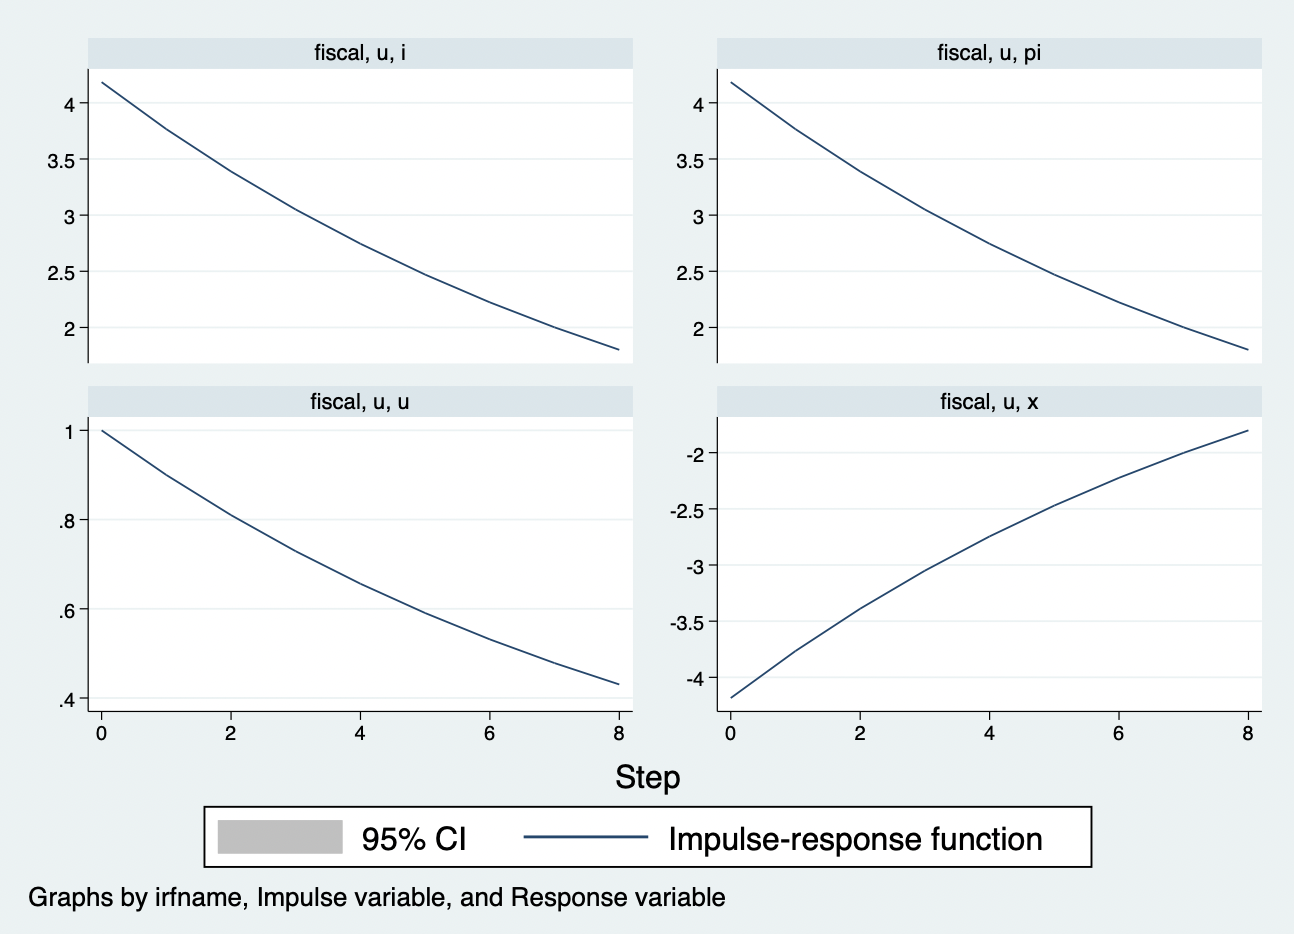 fiscal, u, i
4
3.5
3
2.5
2
fiscal, u, pi
4
3.5
3
2.5
2
fiscal, u, u
1
.8
.6
.4
0 2 4 6 8
fiscal, u, x
-2
-2.5
-3
-3.5
-4
0 2 4 6 8
Step
95% CI Impulse-response function
Graphs by irfname, Impulse variable, and Response variable